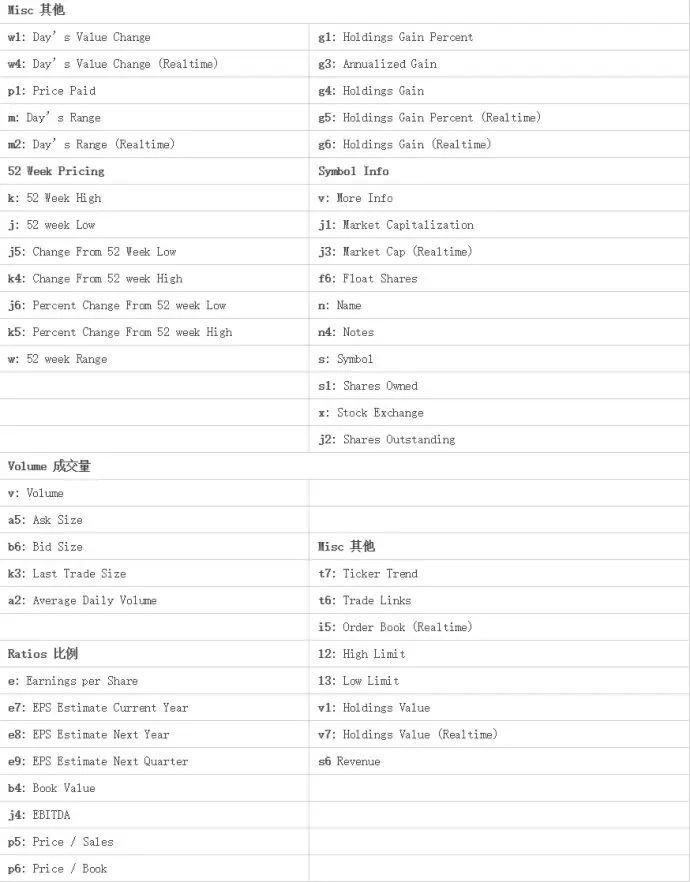 Misc 其他
w1: Day's Value Change
g1: Holdings Gain Percent
w4: Day's Value Change (Realtime)
g3: Annualized Gain
p1: Price Paid
g4: Holdings Gain
m: Day's Range
g5: Holdings Gain Percent (Realtime)
m2: Day's Range (Realtime)
g6: Holdings Gain (Realtime)
52 Week Pricing
Symbol Info
k: 52 Week High
v: More Info
j: 52 week Low
j1: Market Capitalization
j5: Change From 52 Week Low
j3: Market Cap (Realtime)
k4: Change From 52 week High
f6: Float Shares
j6: Percent Change From 52 week Low
n: Name
k5: Percent Change From 52 week High
n4: Notes
w: 52 week Range
s: Symbol
s1: Shares Owned
x: Stock Exchange
j2: Shares Outstanding
Volume 成交量
v: Volume
a5: Ask Size
b6: Bid Size
Misc 其他
k3: Last Trade Size
t7: Ticker Trend
a2: Average Daily Volume
t6: Trade Links
i5: Order Book (Realtime)
Ratios 比例
12: High Limit
e: Earnings per Share
13: Low Limit
e7: EPS Estimate Current Year
v1: Holdings Value
e8: EPS Estimate Next Year
v7: Holdings Value (Realtime)
e9: EPS Estimate Next Quarter
s6 Revenue
b4: Book Value
j4: EBITDA
p5: Price / Sales
p6: Price / Book